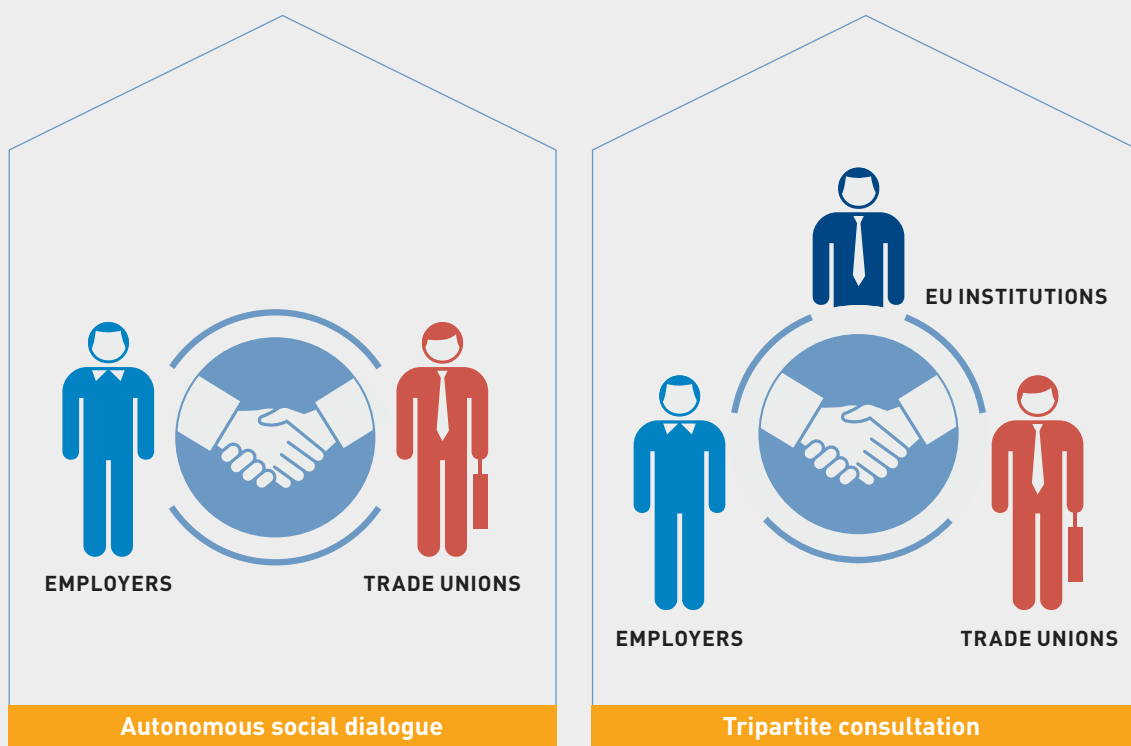 EMPLOYERS
TRADE UNIONS
Autonomous social dialogue
EU INSTITUTIONS
EMPLOYERS
TRADE UNIONS
Tripartite consultation